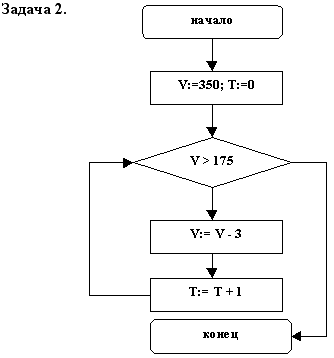 Задача 2.
начало
V:=350; T:=0
V > 175
V:= V - 3
T:= T + 1
конец